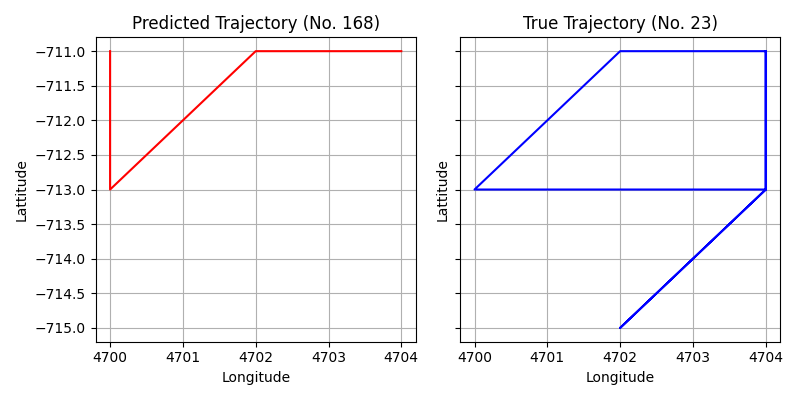 Predicted Trajectory (No. 168)
True Trajectory (No. 23)
Lattitude
−711.0
−711.5
−712.0
−712.5
−713.0
−713.5
−714.0
−714.5
−715.0
4700 4701 4702 4703 4704
Longitude
Lattitude
4700 4701 4702 4703 4704
Longitude